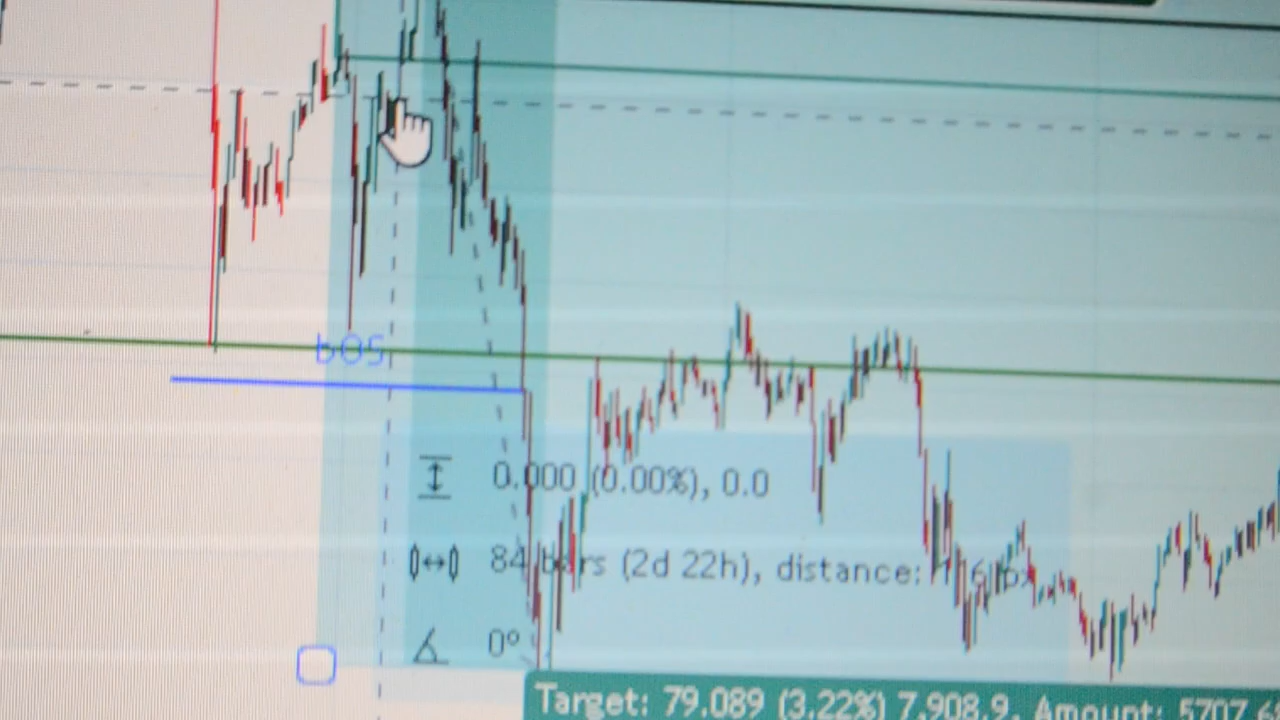 bOS
0.000 (0.00%), 0.0
84 bars (2d 22h), distance:
0°
Target: 79.089 (3.22%) 7,908.9, Amount: